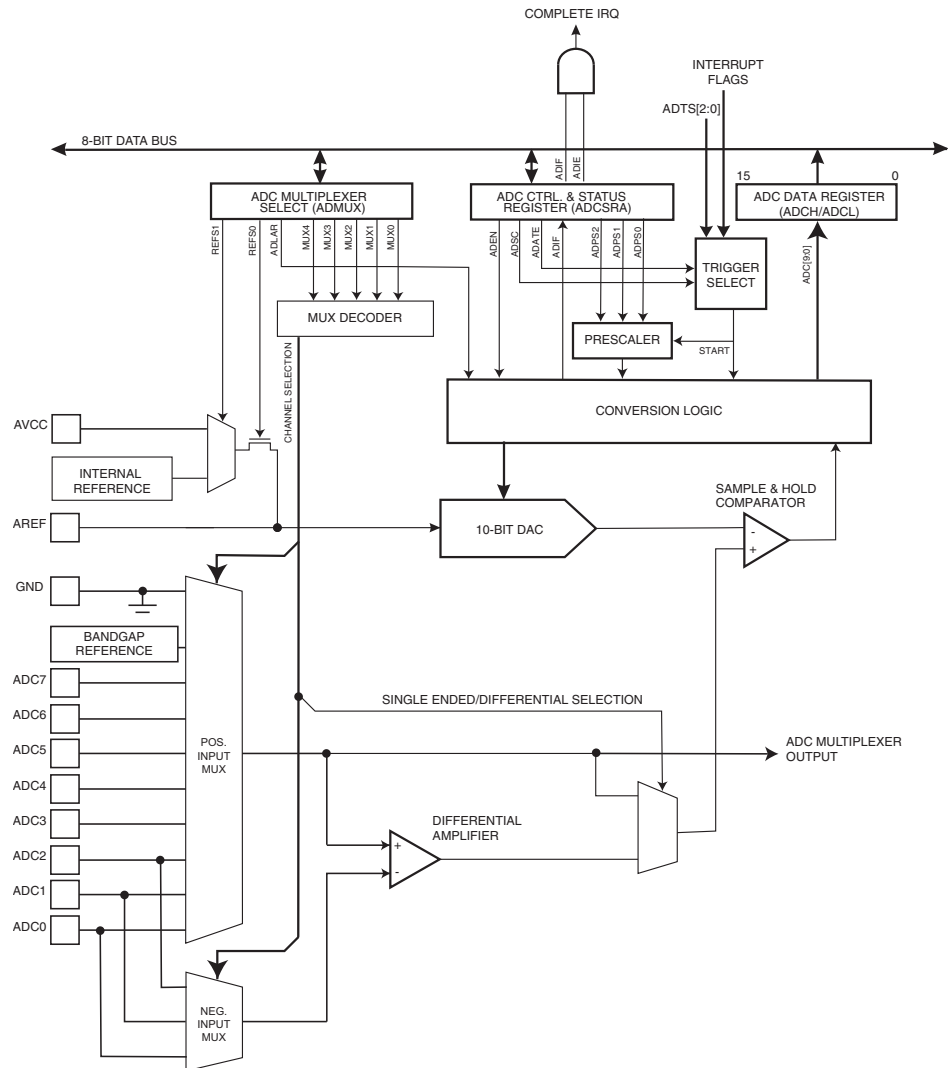 COMPLETE IRQ
INTERRUPT
FLAGS
ADTS[2:0]
8-BIT DATA BUS
ADIF
ADIE
15
0
ADC MULTIPLEXER
SELECT (ADMUX)
ADC CTRL. & STATUS
REGISTER (ADCSRA)
ADC DATA REGISTER
(ADCH/ADCL)
REFS1
REFS0
ADLAR
MUX4
MUX3
MUX2
MUX1
MUX0
ADEN
ADSC
ADATE
ADIF
ADPS2
ADPS1
ADPS0
ADC[9:0]
TRIGGER
SELECT
MUX DECODER
PRESCALER
START
CHANNEL SELECTION
CONVERSION LOGIC
AVCC
INTERNAL
REFERENCE
SAMPLE & HOLD
COMPARATOR
AREF
10-BIT DAC
-
+
GND
BANDGAP
REFERENCE
ADC7
SINGLE ENDED/DIFFERENTIAL SELECTION
ADC6
ADC5
POS.
INPUT
MUX
ADC MULTIPLEXER
OUTPUT
ADC4
ADC3
DIFFERENTIAL
AMPLIFIER
ADC2
+
-
ADC1
ADC0
NEG.
INPUT
MUX